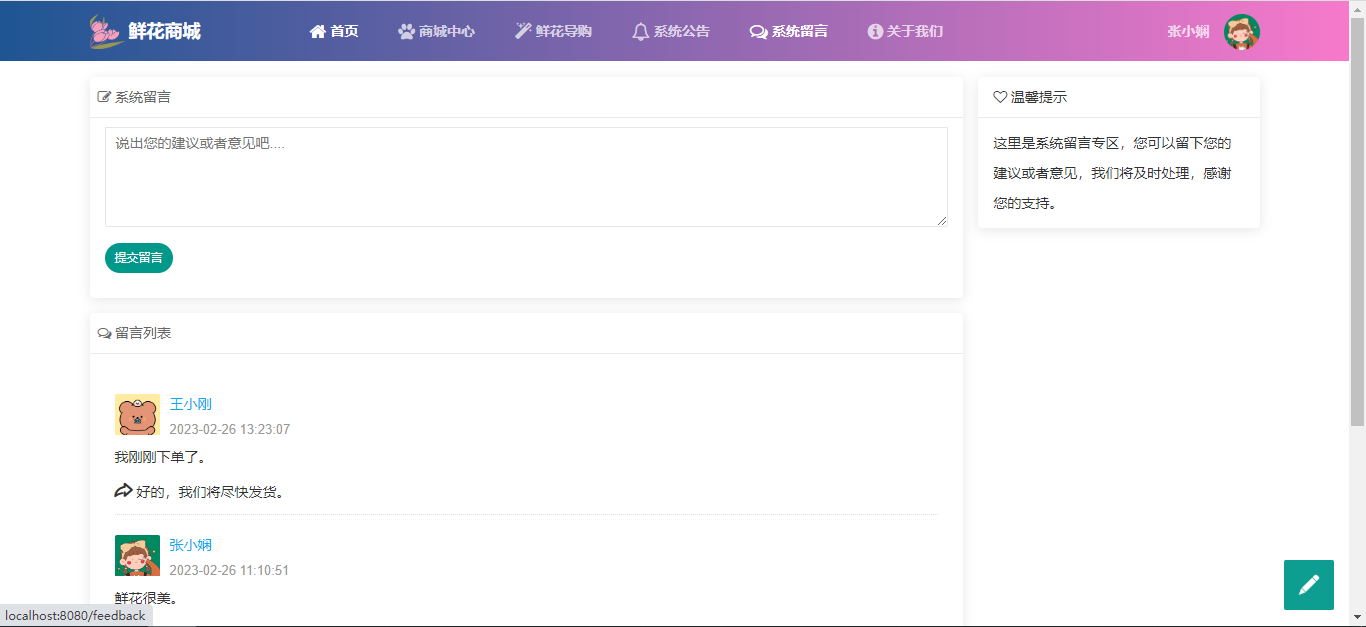 鲜花商城 首页 商城中心 鲜花导购 系统留言 系统公告 关于我们 张小娴
系统留言
说出您的建议或者意见吧....
提交留言
温馨提示
这里是系统留言专区，您可以留下您的
建议或者意见，我们将及时处理，感谢
您的支持。
留言列表
王小刚
2023-02-26 13:23:07
我刚刚下单了。
好的，我们将尽快发货。
张小娴
2023-02-26 11:10:51
鲜花很美。
localhost:8080/feedback